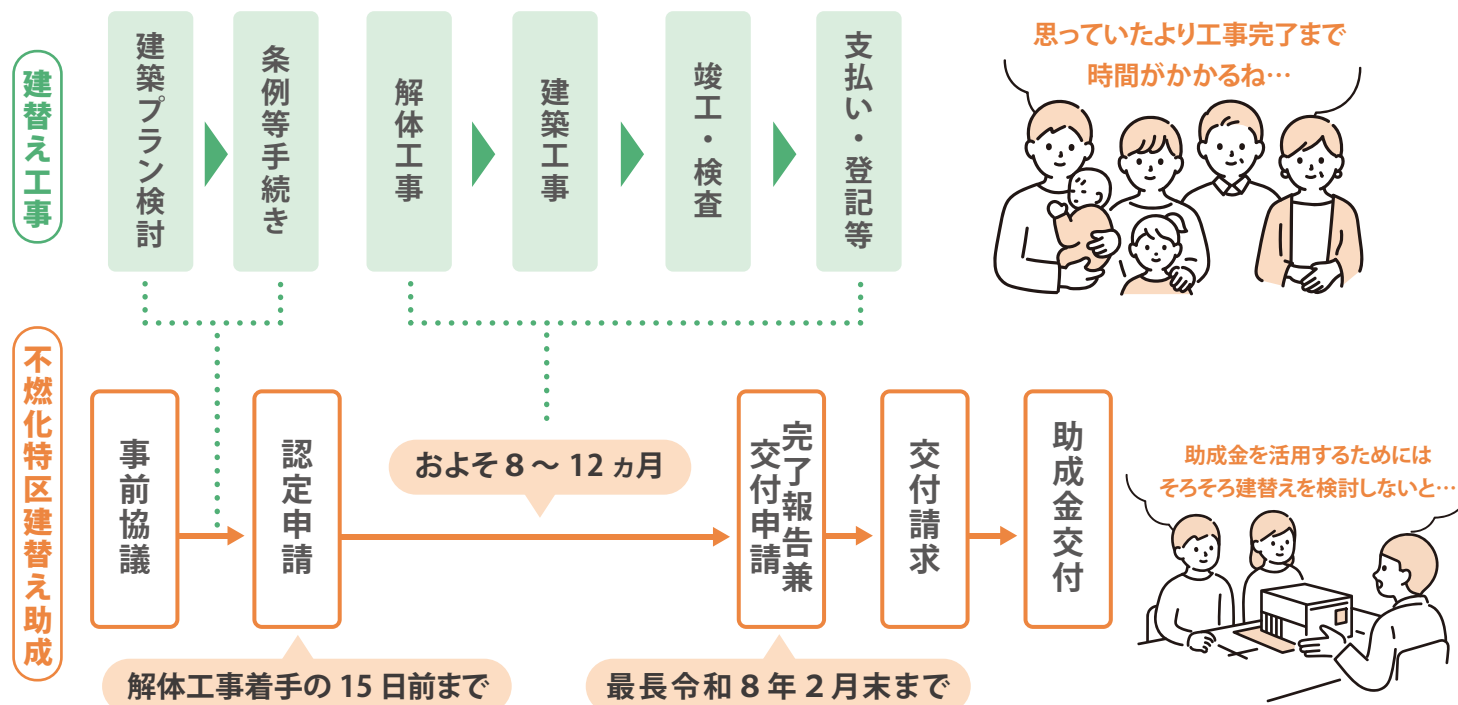 建替え工事
建築プラン検討
条例等手続き
解体工事
建築工事
竣工・検査
支払い・登記等
思っていたより工事完了まで
時間がかかるね…
不燃化特区建替え助成
事前協議
認定申請
およそ8～12ヵ月
完了報告兼
交付申請
交付請求
助成金交付
解体工事着手の15日前まで
最長令和8年2月末まで
助成金を活用するためには
そろそろ建替えを検討しないと…